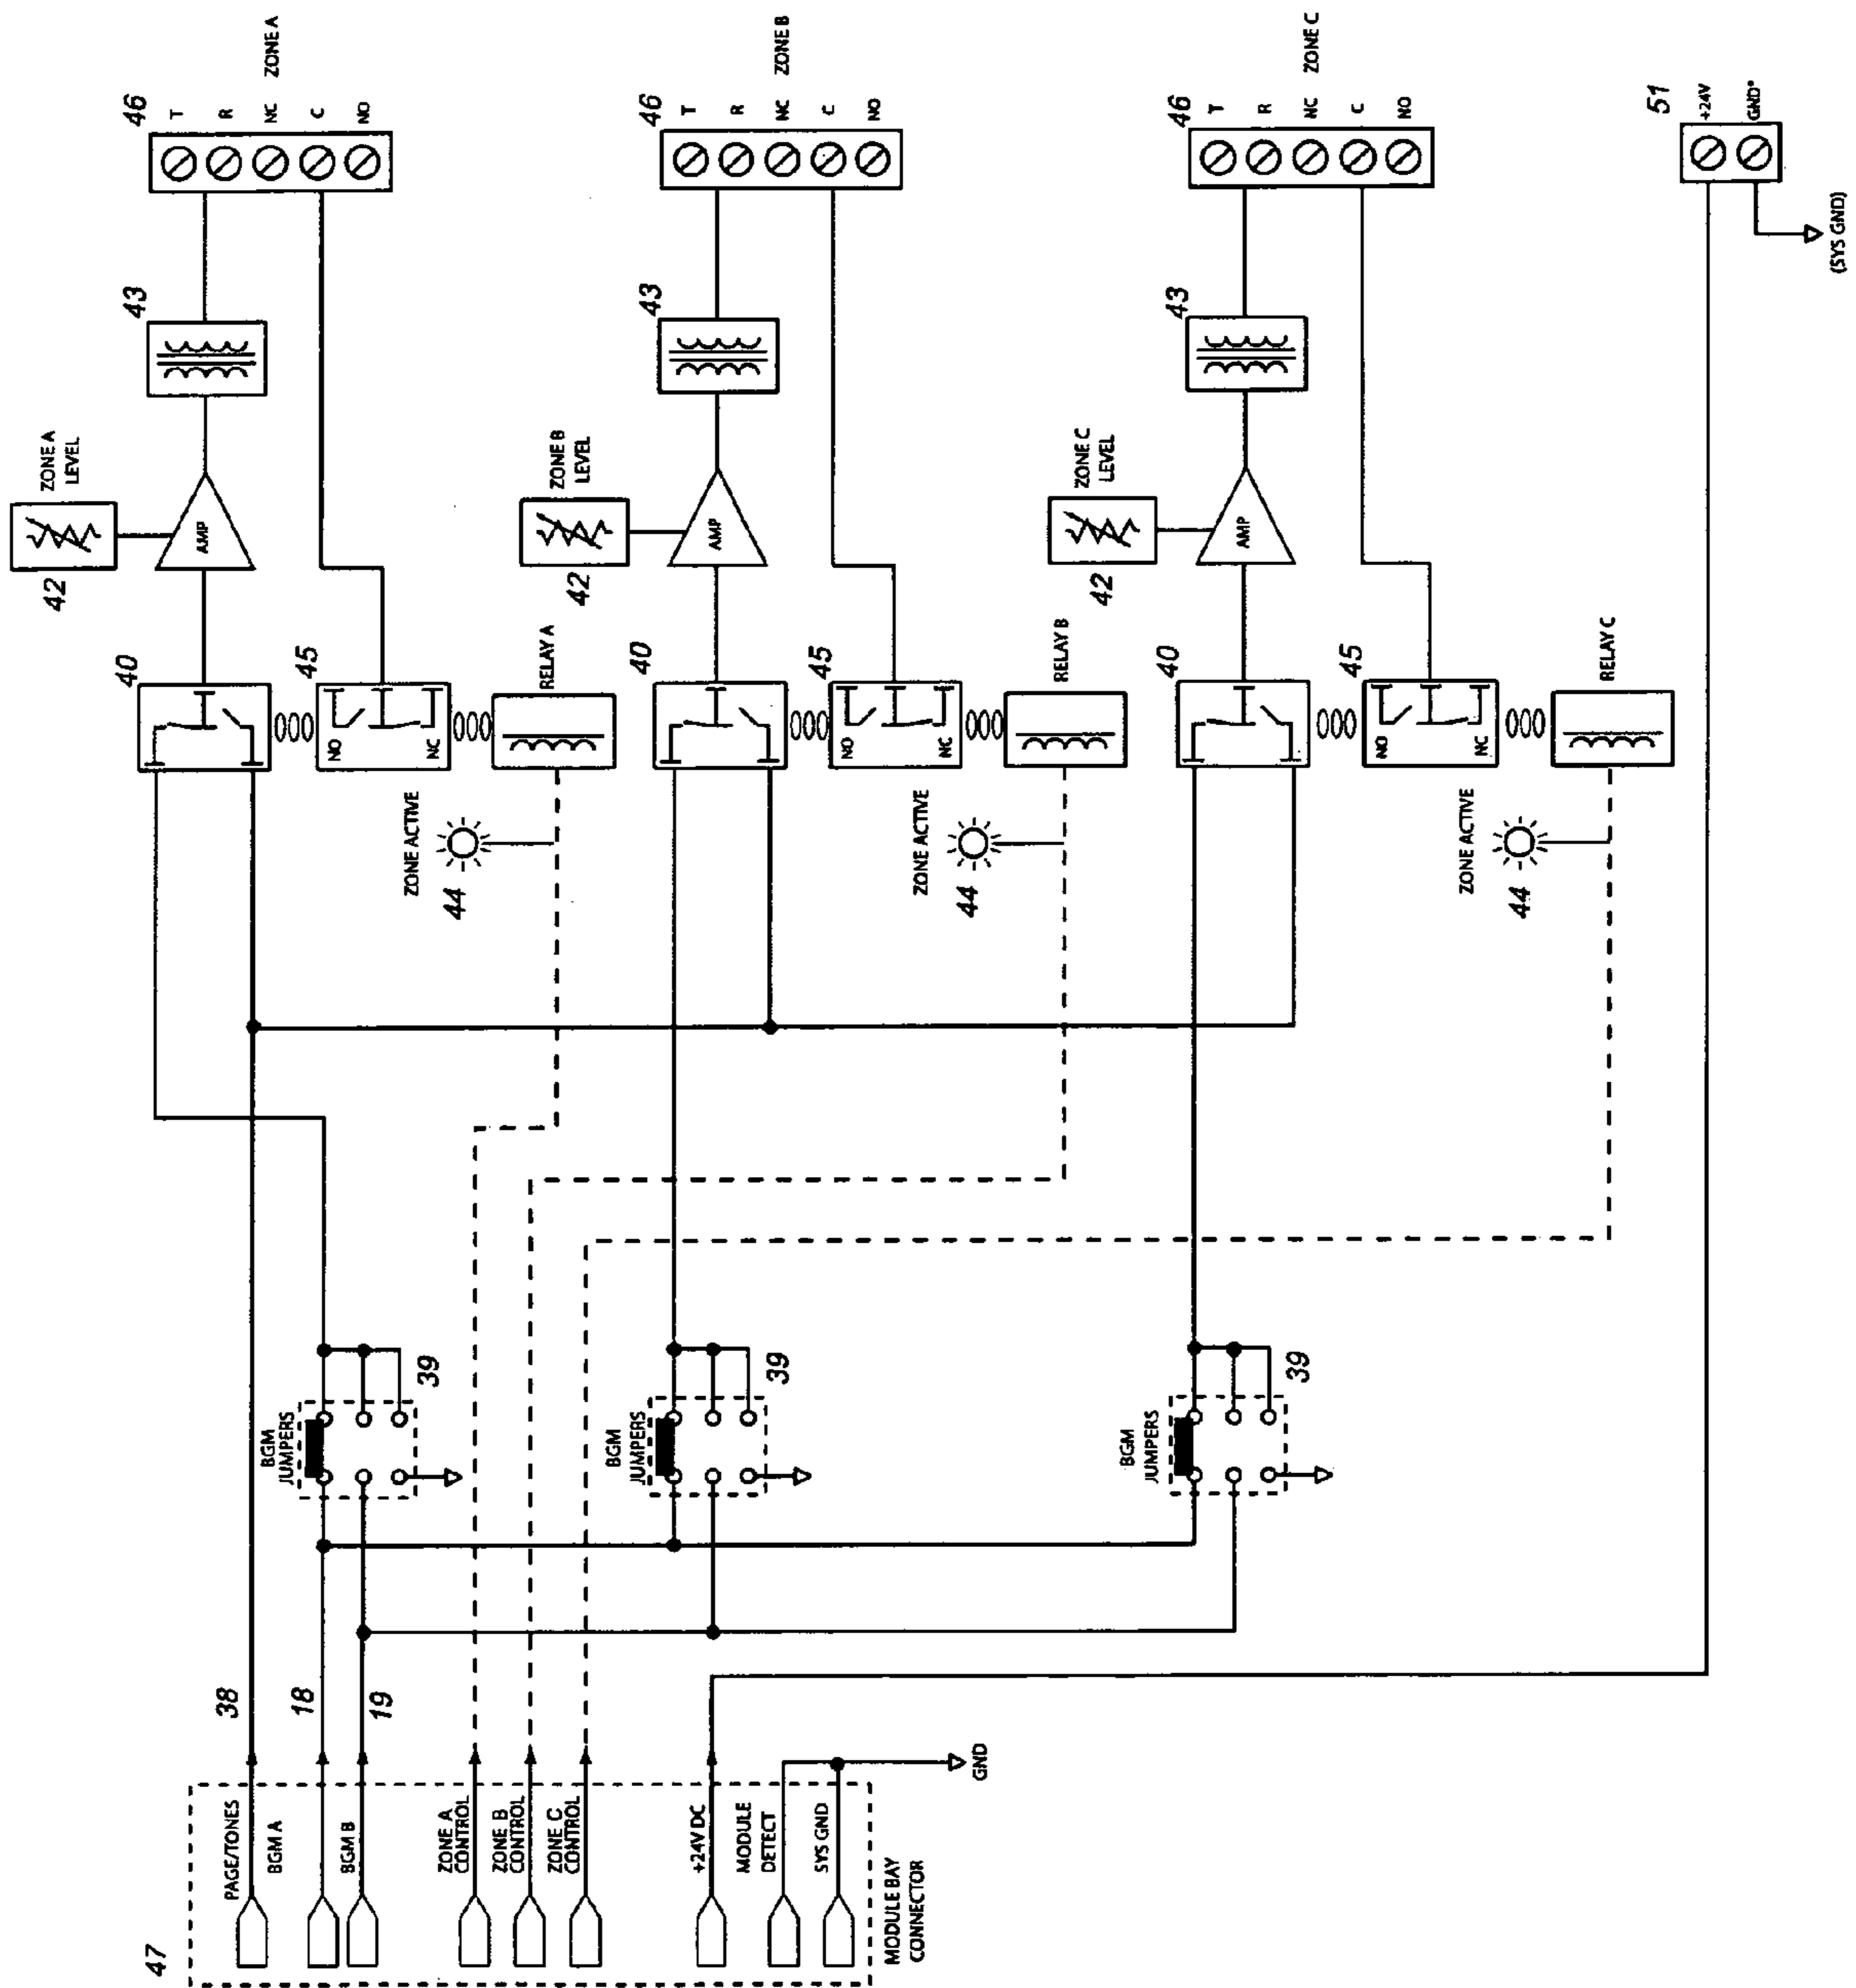 47
PAGE/TONES
BGM A
BGM B
ZONE A
CONTROL
ZONE B
CONTROL
ZONE C
CONTROL
+24V DC
MODULE
DETECT
SYS GND
MODULE BAY
CONNECTOR
38
18
19
GND
BGM
JUMPERS
39
BGM
JUMPERS
39
BGM
JUMPERS
39
ZONE ACTIVE
44
ZONE ACTIVE
44
ZONE ACTIVE
44
40
45
NO
NC
RELAY A
40
45
NO
NC
RELAY B
40
45
NO
NC
RELAY C
42
ZONE A
LEVEL
AMP
42
ZONE B
LEVEL
AMP
42
ZONE C
LEVEL
AMP
43
43
43
46
T
R
NC
C
NO
ZONE A
46
T
R
NC
C
NO
ZONE B
46
T
R
NC
C
NO
ZONE C
51
+24V
GND*
(SYS GND)